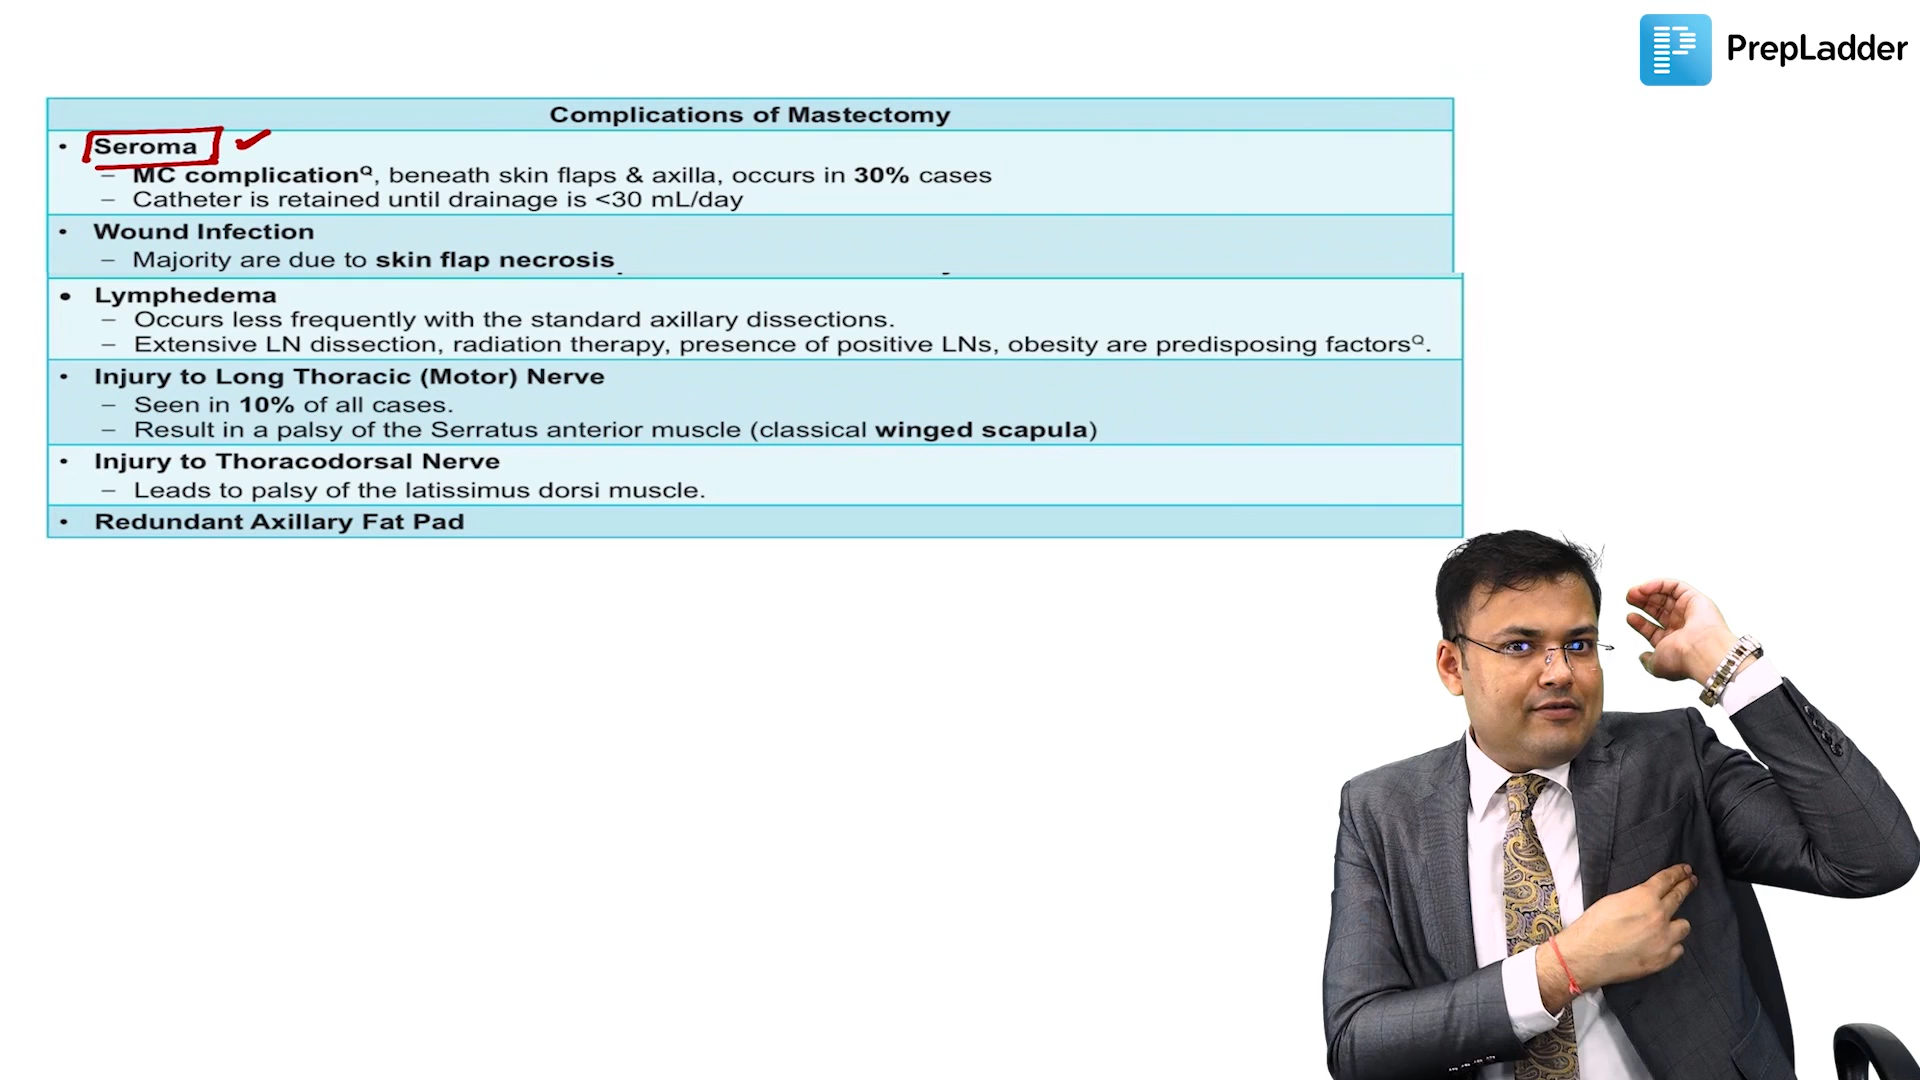 PrepLadder
Complications of Mastectomy
• Seroma
– MC complicationQ, beneath skin flaps & axilla, occurs in 30% cases
– Catheter is retained until drainage is <30 mL/day
• Wound Infection
– Majority are due to skin flap necrosis
• Lymphedema
– Occurs less frequently with the standard axillary dissections.
– Extensive LN dissection, radiation therapy, presence of positive LNs, obesity are predisposing factorsQ.
• Injury to Long Thoracic (Motor) Nerve
– Seen in 10% of all cases.
– Result in a palsy of the Serratus anterior muscle (classical winged scapula)
• Injury to Thoracodorsal Nerve
– Leads to palsy of the latissimus dorsi muscle.
• Redundant Axillary Fat Pad